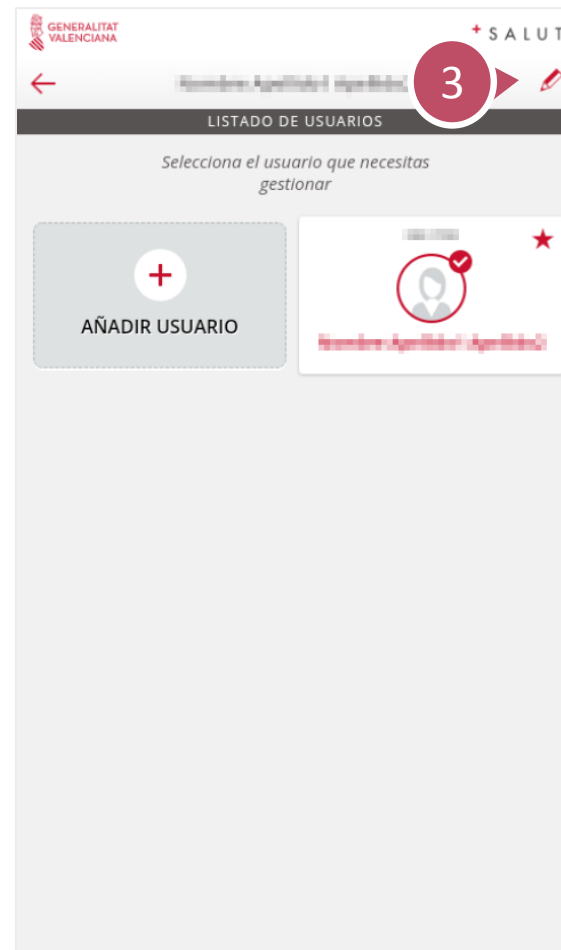 GENERALITAT
VALENCIANA
+SALUT
3
LISTADO DE USUARIOS
Selecciona el usuario que necesitas
gestionar
AÑADIR USUARIO